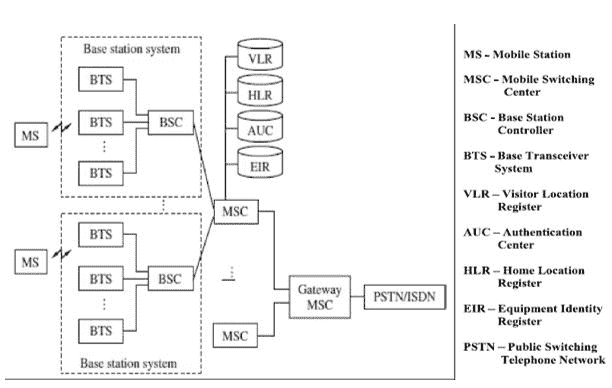 Base station system
BTS
BTS
BTS
BSC
MS
VLR
HLR
AUC
EIR
MSC
BTS
BTS
BTS
BSC
MS
Base station system
MSC
Gateway
MSC
PSTN/ISDN
MS - Mobile Station
MSC – Mobile Switching
Center
BSC - Base Station
Controller
BTS – Base Transceiver
System
VLR – Visitor Location
Register
AUC – Authentication
Center
HLR – Home Location
Register
EIR – Equipment Identity
Register
PSTN – Public Switching
Telephone Network